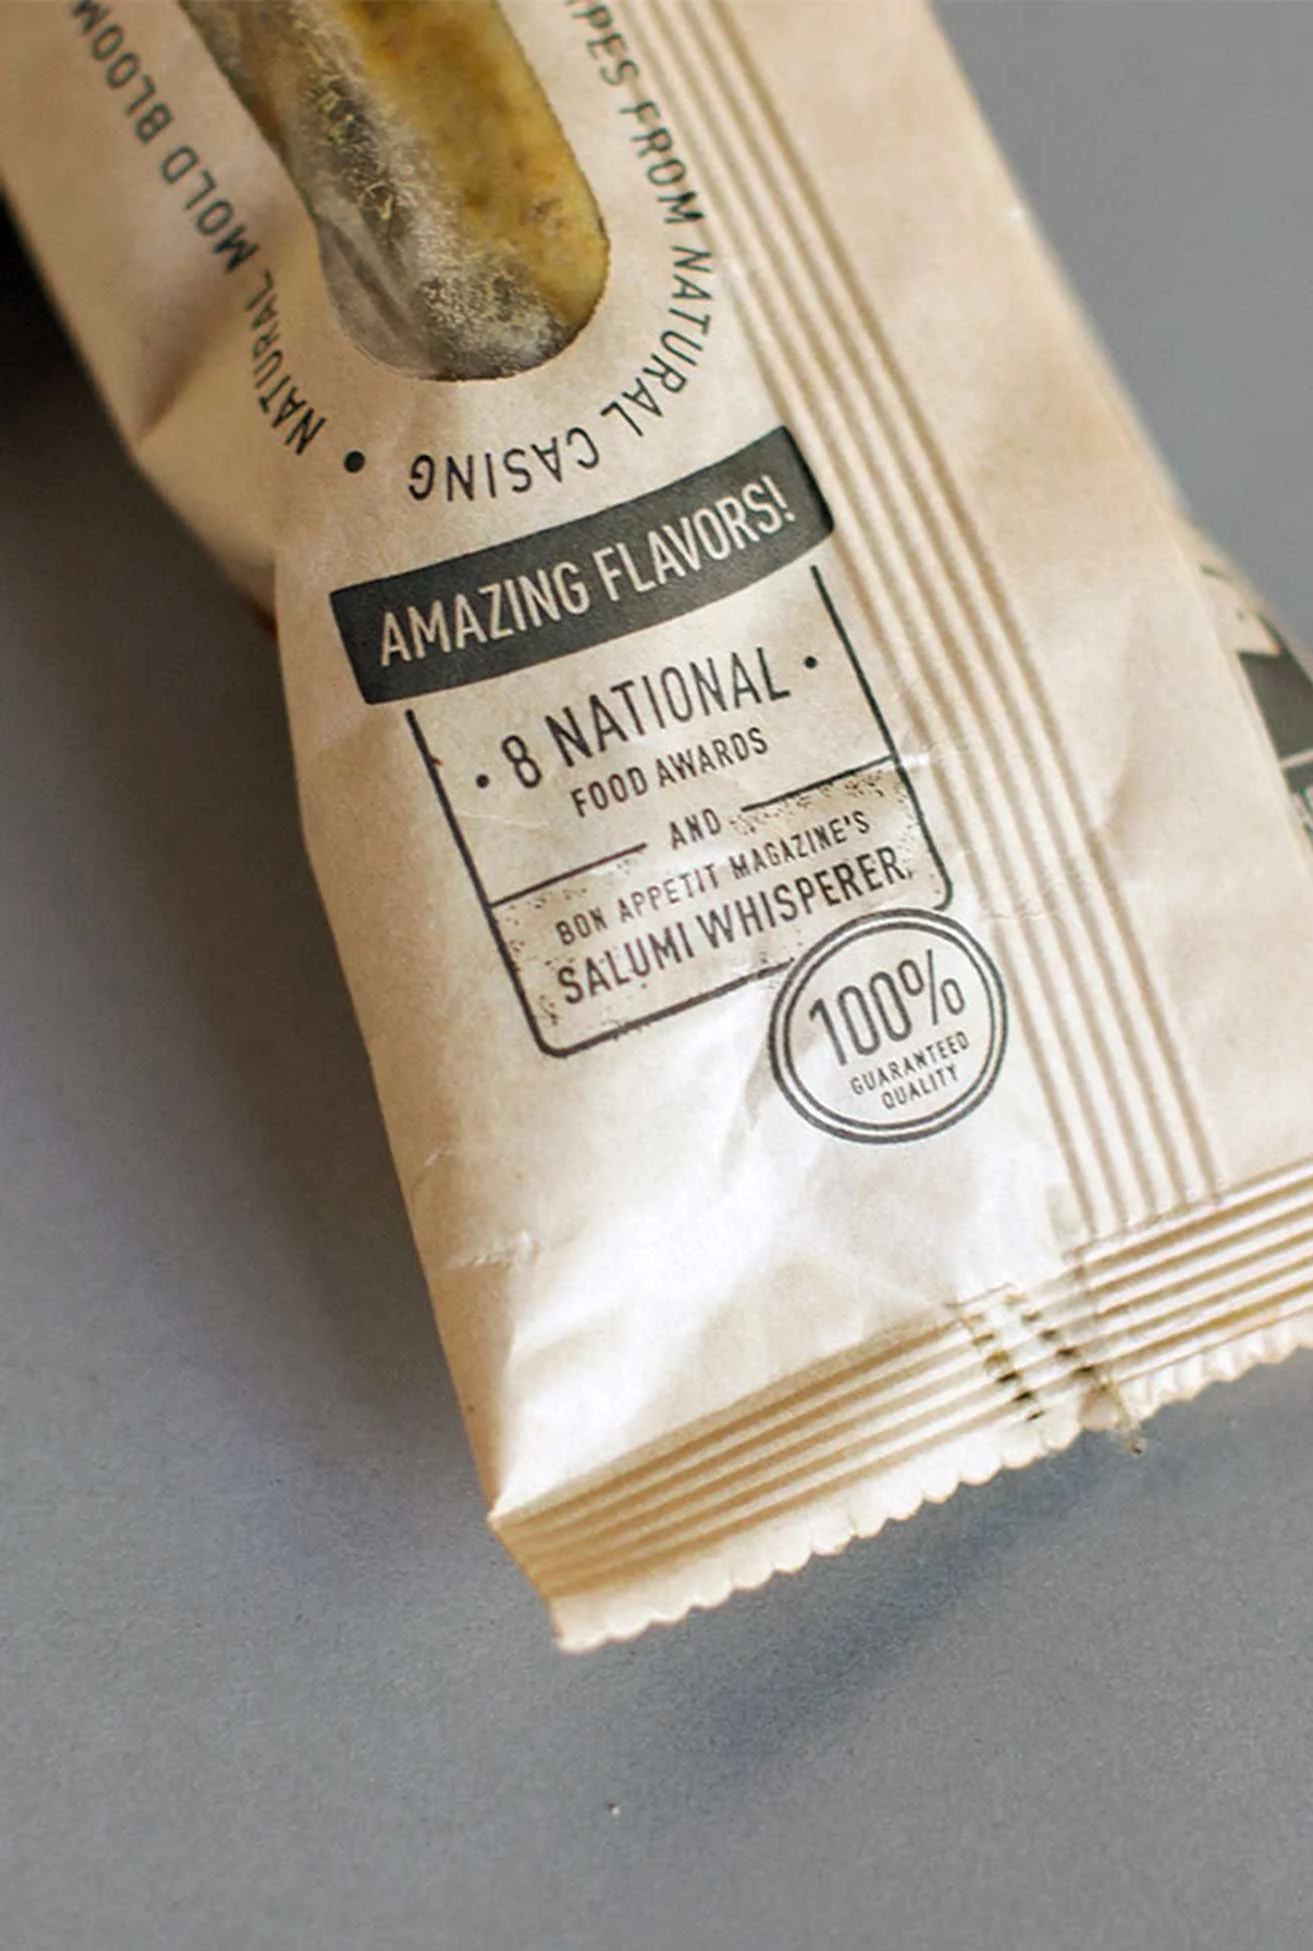 NATURAL MOLD BLOOM
FROM NATURAL CASING •
AMAZING FLAVORS!
• 8 NATIONAL •
FOOD AWARDS
AND
BON APPETIT MAGAZINE'S
SALUMI WHISPERER.
100%
GUARANTEED
QUALITY